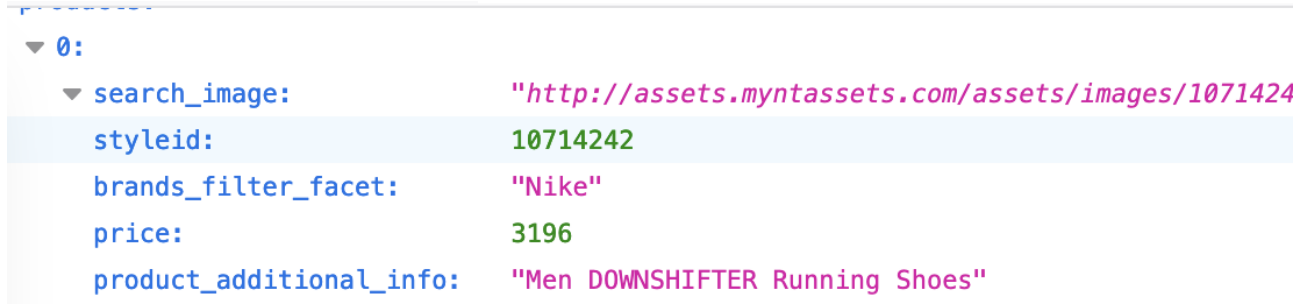 0:
search_image: "http://assets.myntassets.com/assets/images/1071424
styleid: 10714242
brands_filter_facet: "Nike"
price: 3196
product_additional_info: "Men DOWNSHIFTER Running Shoes"